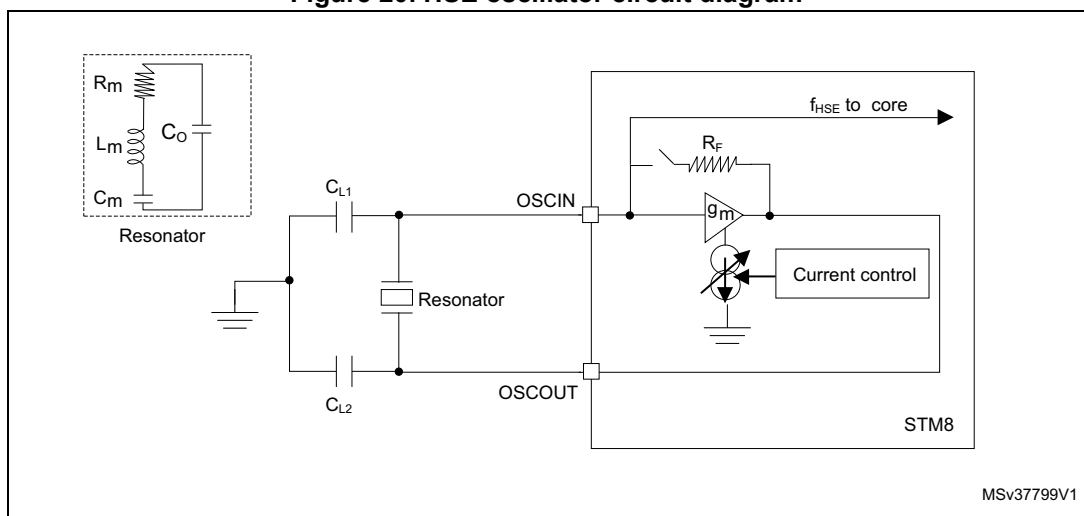 Figure 20. HSE oscillator circuit diagram
Rm
Lm
Cm
CO
Resonator
CL1
CL2
Resonator
OSCIN
OSCOUT
fHSE to core
RF
gm
Current control
STM8
MSv37799V1